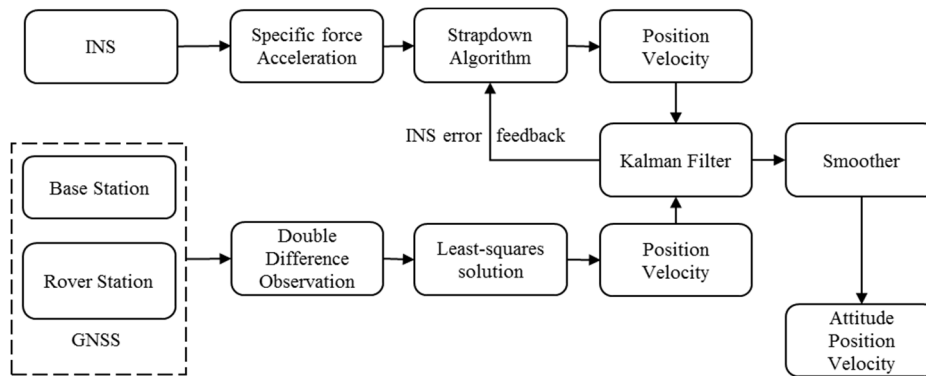 INS
Specific force
Acceleration
Strapdown
Algorithm
Position
Velocity
INS error feedback
Kalman Filter
Smoother
Base Station
Rover Station
GNSS
Double
Difference
Observation
Least-squares
solution
Position
Velocity
Attitude
Position
Velocity